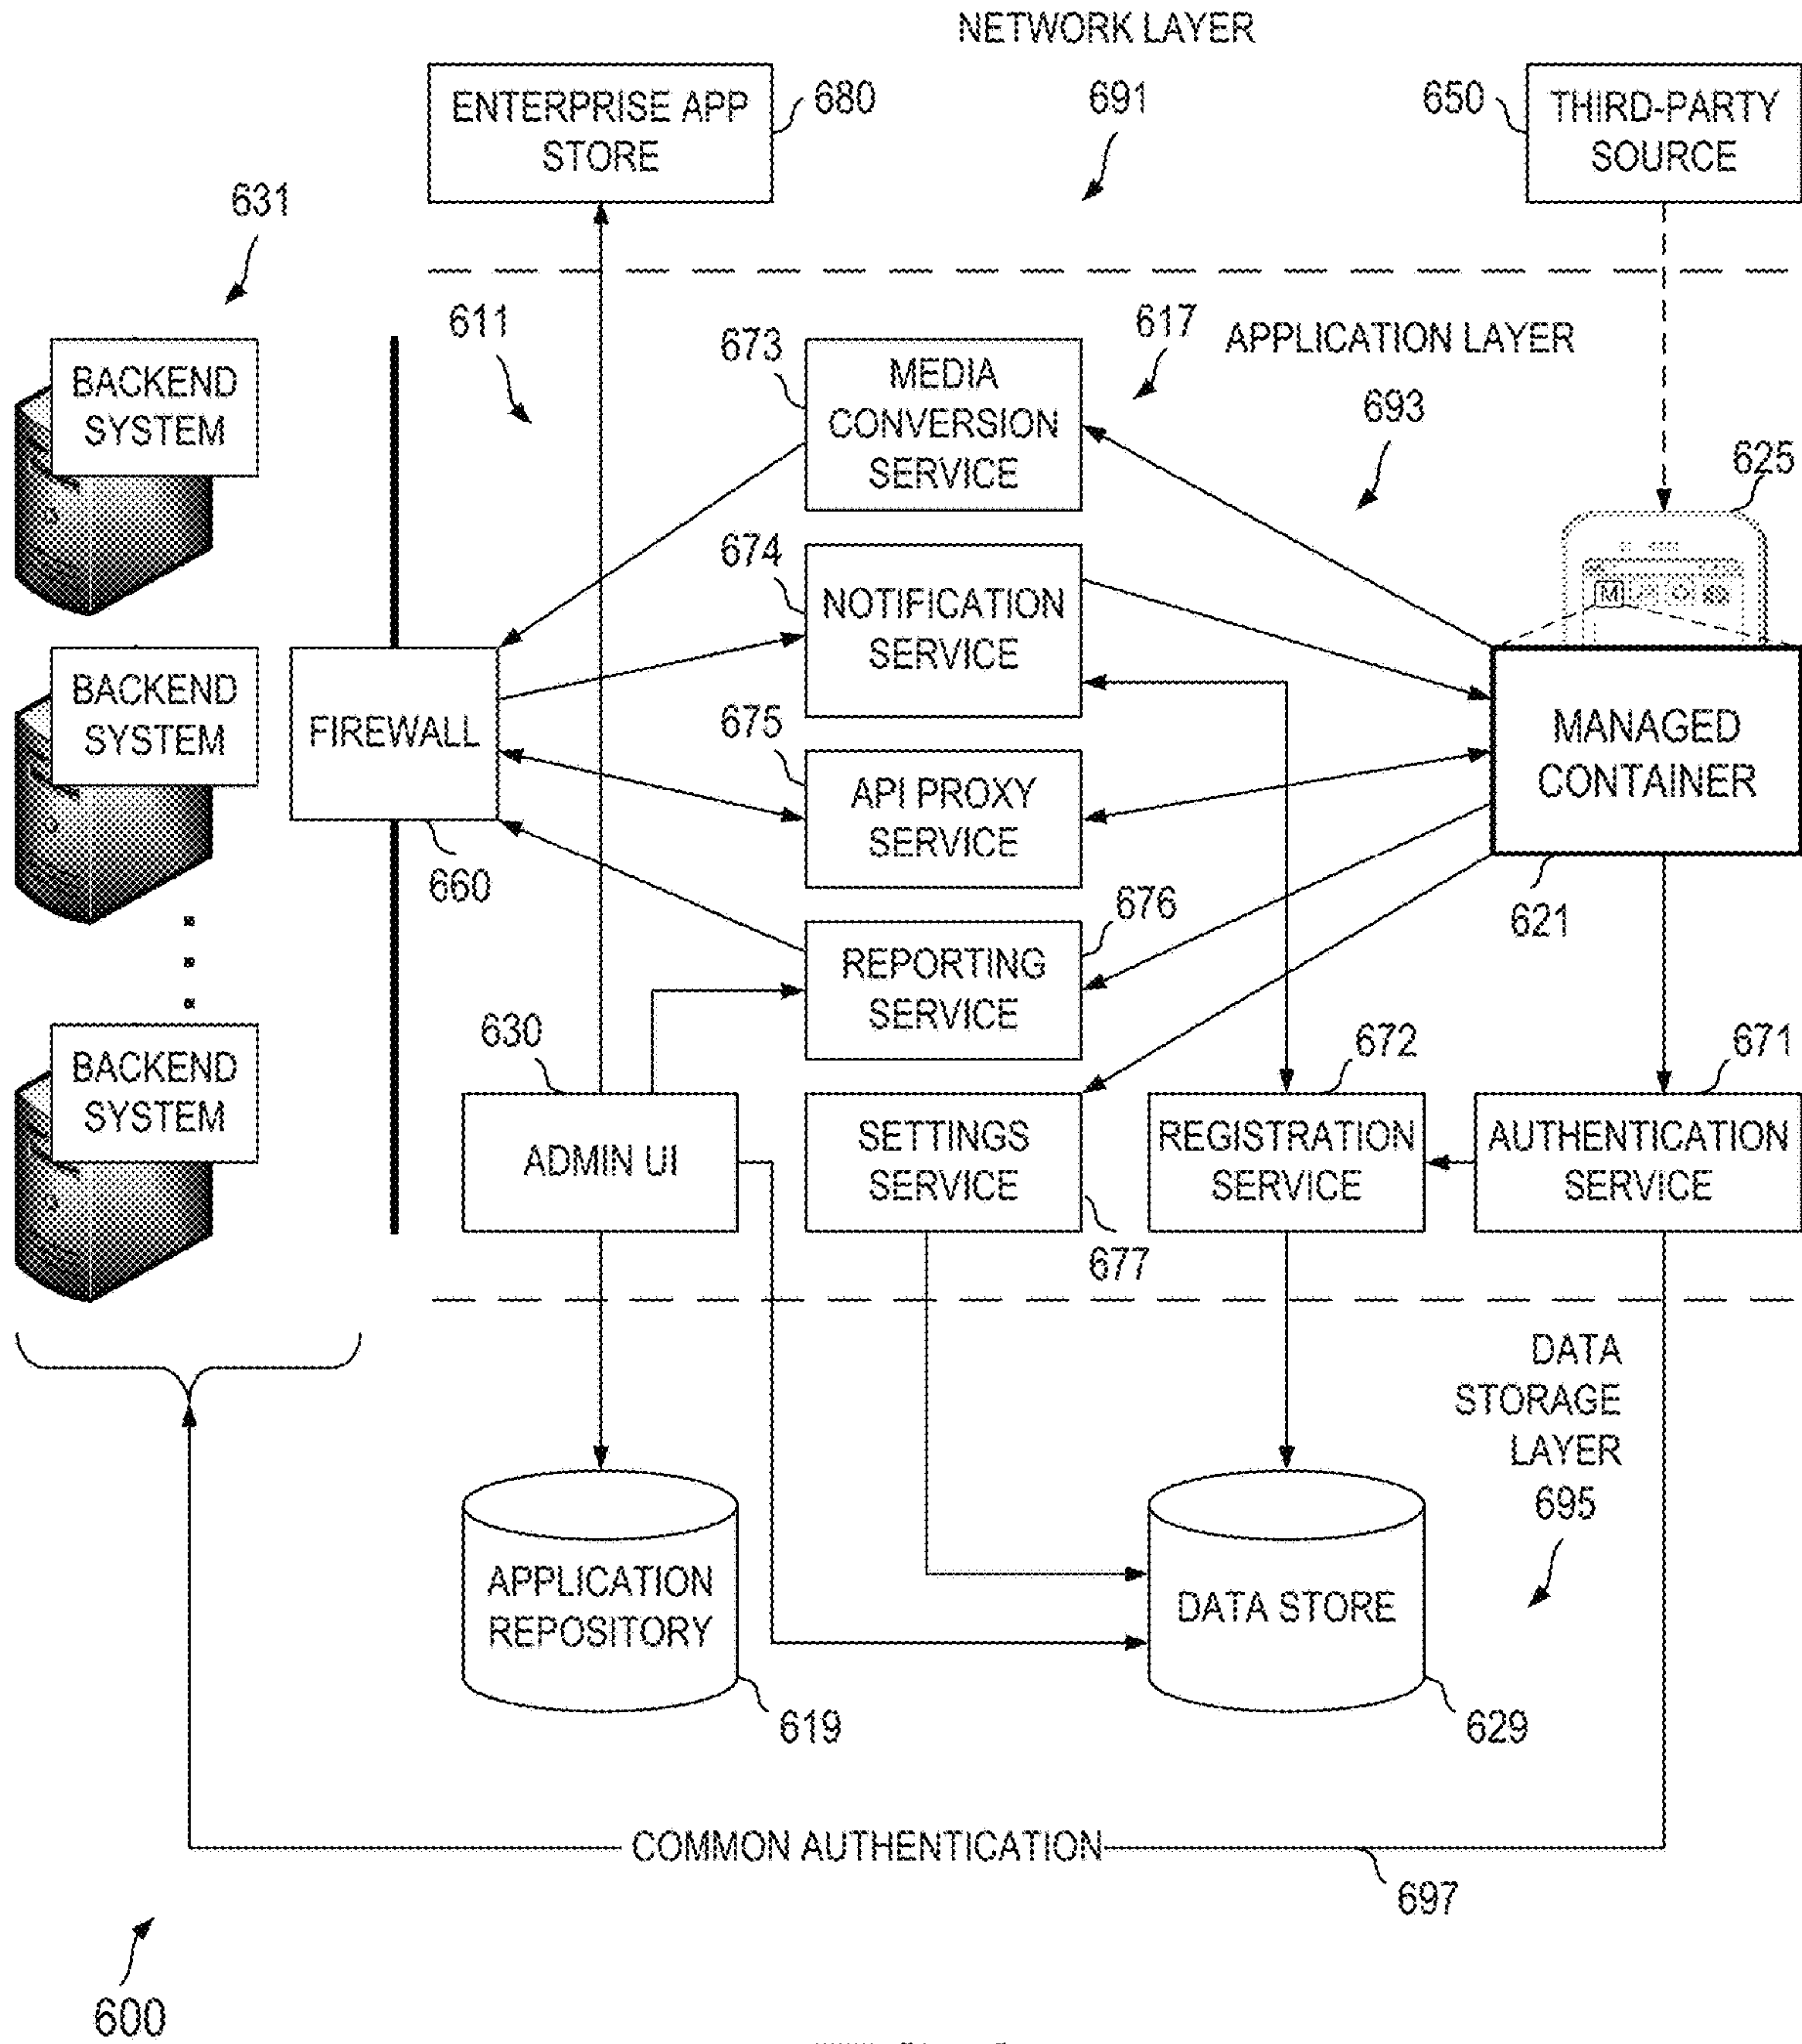 NETWORK LAYER
691
ENTERPRISE APP
STORE
680
650
THIRD-PARTY
SOURCE
631
611
617
APPLICATION LAYER
693
BACKEND
SYSTEM
673
MEDIA
CONVERSION
SERVICE
625
M
674
NOTIFICATION
SERVICE
BACKEND
SYSTEM
FIREWALL
660
675
API PROXY
SERVICE
MANAGED
CONTAINER
621
676
REPORTING
SERVICE
BACKEND
SYSTEM
630
ADMIN UI
SETTINGS
SERVICE
677
672
REGISTRATION
SERVICE
671
AUTHENTICATION
SERVICE
DATA
STORAGE
LAYER
695
APPLICATION
REPOSITORY
619
DATA STORE
629
COMMON AUTHENTICATION
697
600